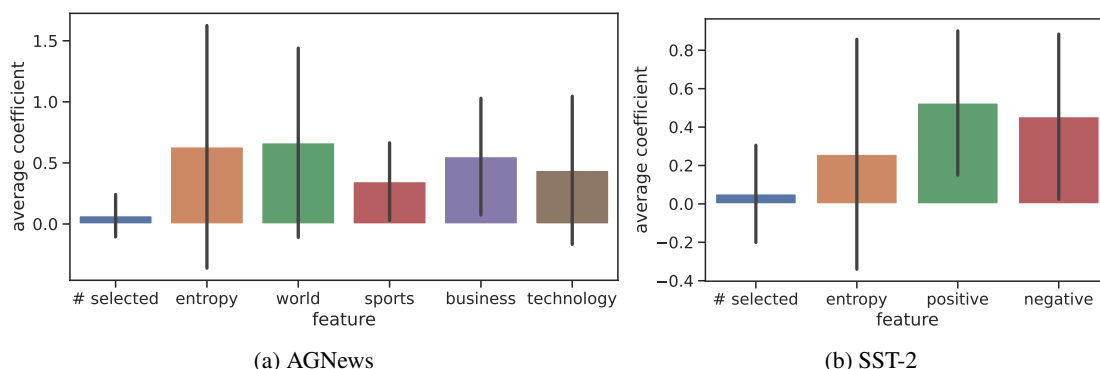 average coefficient
1.5
1.0
0.5
0.0
# selected
entropy
world
sports
business
technology
feature
(a) AGNews
average coefficient
0.8
0.6
0.4
0.2
0.0
−0.2
−0.4
# selected
entropy
positive
negative
feature
(b) SST-2